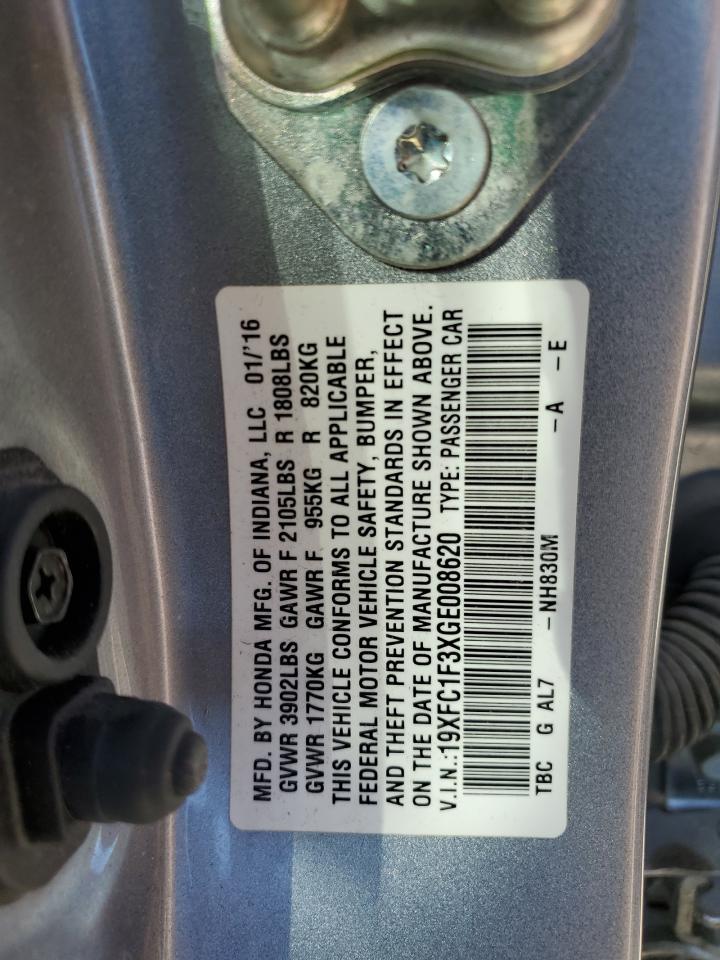 MFD. BY HONDA MFG. OF INDIANA, LLC 01/'16
GVWR 3902LBS GAWR F 2105LBS R 1808LBS
GVWR 1770KG GAWR F 955KG R 820KG
THIS VEHICLE CONFORMS TO ALL APPLICABLE
FEDERAL MOTOR VEHICLE SAFETY, BUMPER,
AND THEFT PREVENTION STANDARDS IN EFFECT
ON THE DATE OF MANUFACTURE SHOWN ABOVE.
V.I.N.:19XFC1F3XGE008620 TYPE: PASSENGER CAR
TBC G AL7 -NH830M -A -E